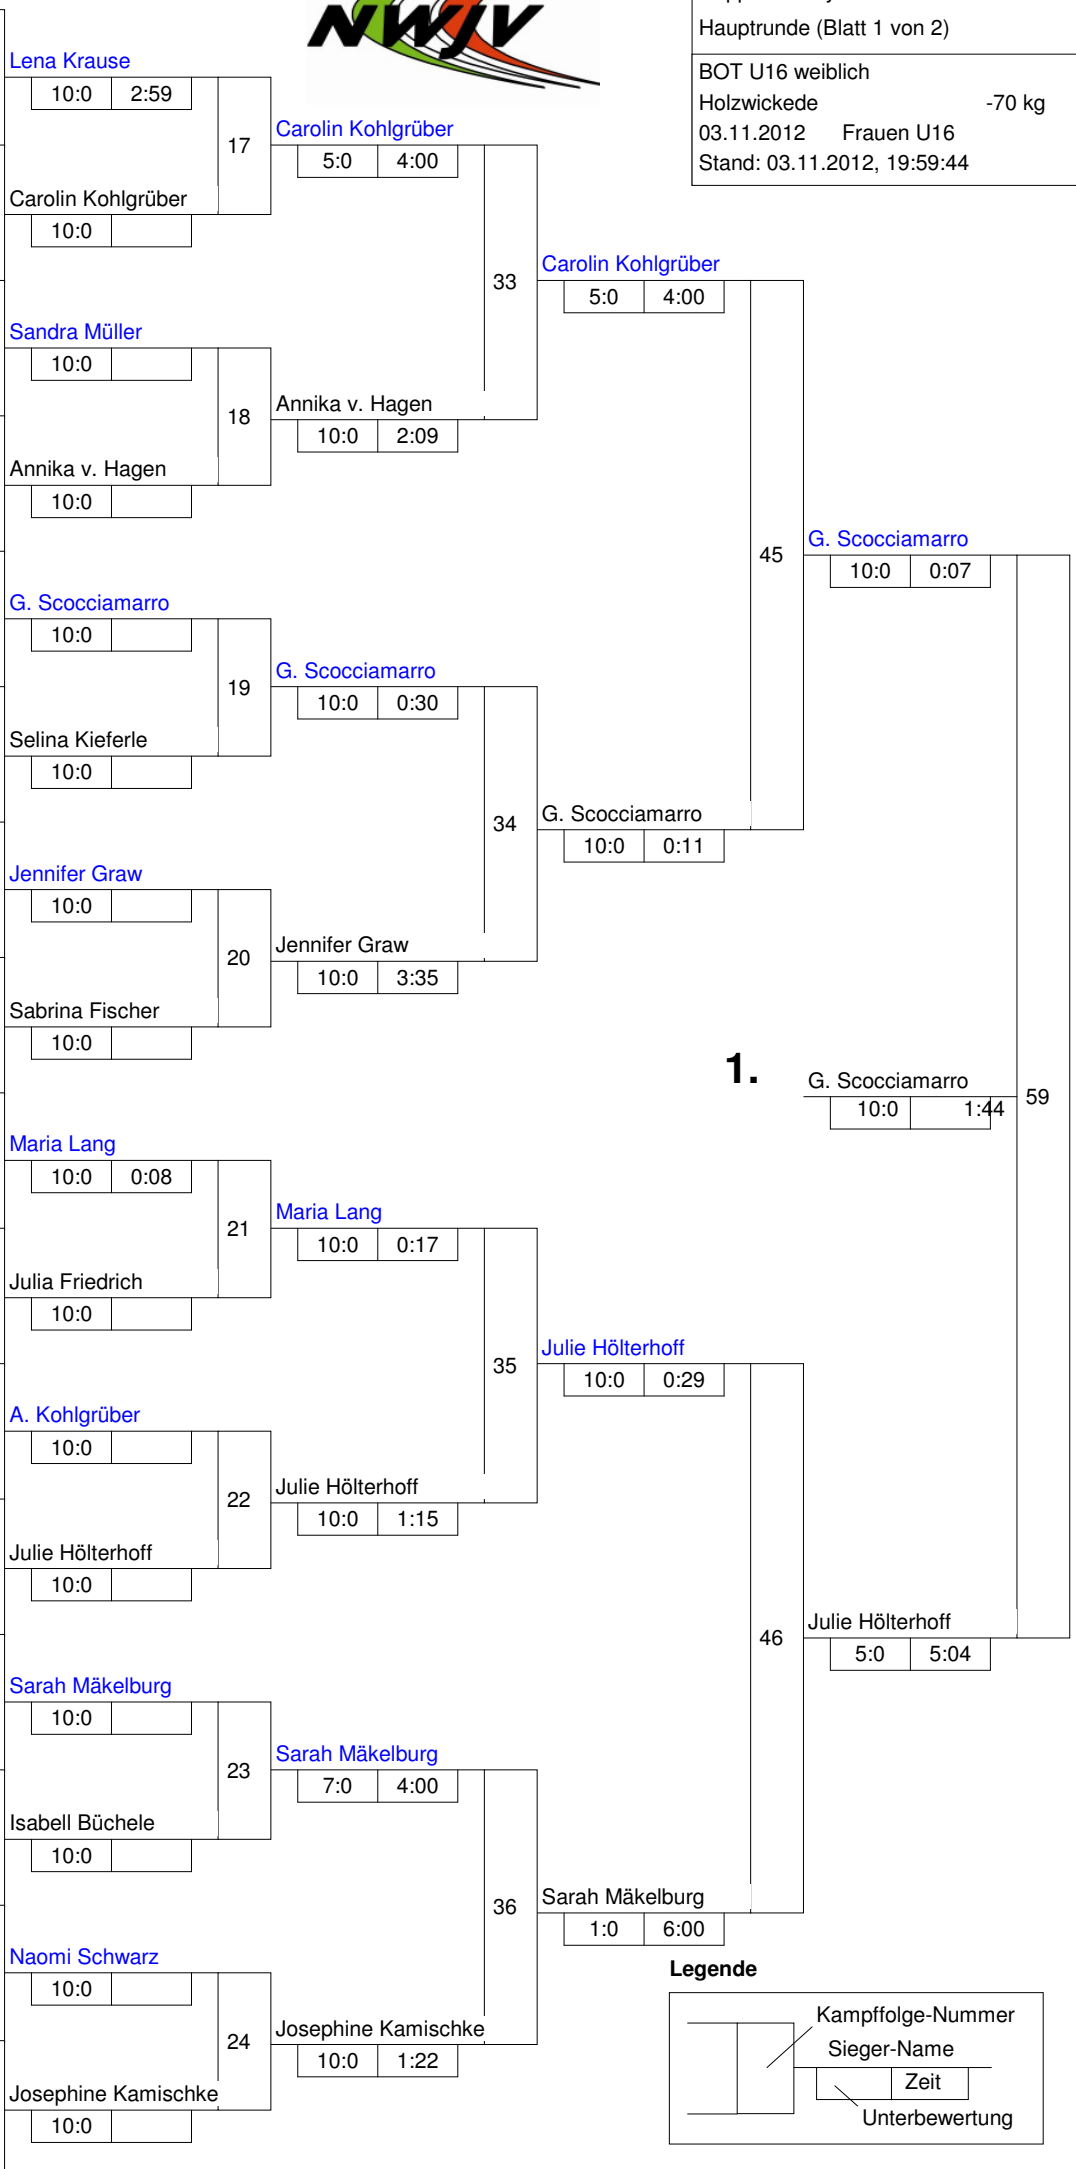 NWJV
Hauptrunde (Blatt 1 von 2)
BOT U16 weiblich
Holzwickede -70 kg
03.11.2012 Frauen U16
Stand: 03.11.2012, 19:59:44
Lena Krause
10:0 2:59
17
Carolin Kohlgrüber
5:0 4:00
Carolin Kohlgrüber
10:0
33
Carolin Kohlgrüber
5:0 4:00
Sandra Müller
10:0
18
Annika v. Hagen
10:0 2:09
Annika v. Hagen
10:0
45
G. Scocciamarro
10:0 0:07
G. Scocciamarro
10:0
19
G. Scocciamarro
10:0 0:30
Selina Kieferle
10:0
34
G. Scocciamarro
10:0 0:11
Jennifer Graw
10:0
20
Jennifer Graw
10:0 3:35
Sabrina Fischer
10:0
1.
G. Scocciamarro
10:0 1:44
59
Maria Lang
10:0 0:08
21
Maria Lang
10:0 0:17
Julia Friedrich
10:0
35
Julie Hölterhoff
10:0 0:29
A. Kohlgrüber
10:0
22
Julie Hölterhoff
10:0 1:15
Julie Hölterhoff
10:0
46
Julie Hölterhoff
5:0 5:04
Sarah Mäkelburg
10:0
23
Sarah Mäkelburg
7:0 4:00
Isabell Büchele
10:0
36
Sarah Mäkelburg
1:0 6:00
Naomi Schwarz
10:0
24
Josephine Kamischke
10:0 1:22
Josephine Kamischke
10:0
Legende
Kampffolge-Nummer
Sieger-Name
Zeit
Unterbewertung